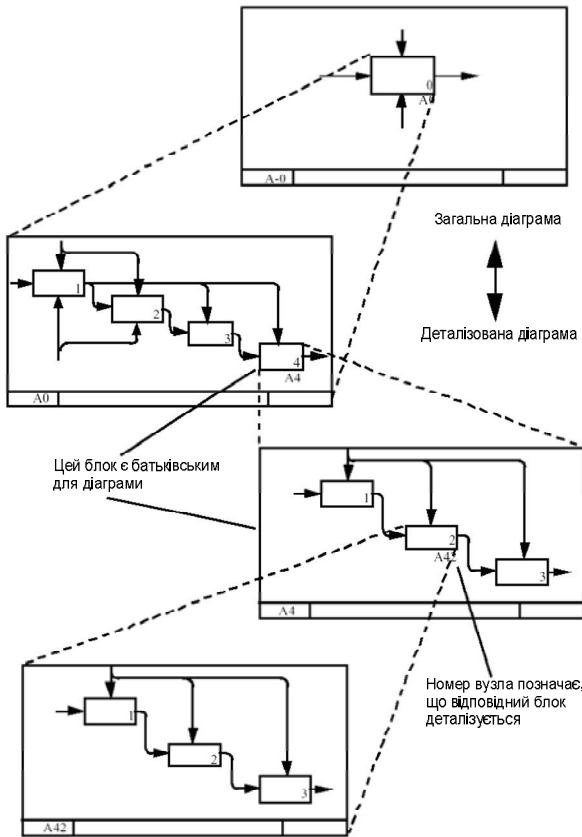 0
A0
A-0
Загальна діаграма
Деталізована діаграма
1
2
3
4
A4
A0
Цей блок є батьківським
для діаграми
1
2
A42
3
A4
Номер вузла позначає,
що відповідний блок
деталізується
1
2
3
A42